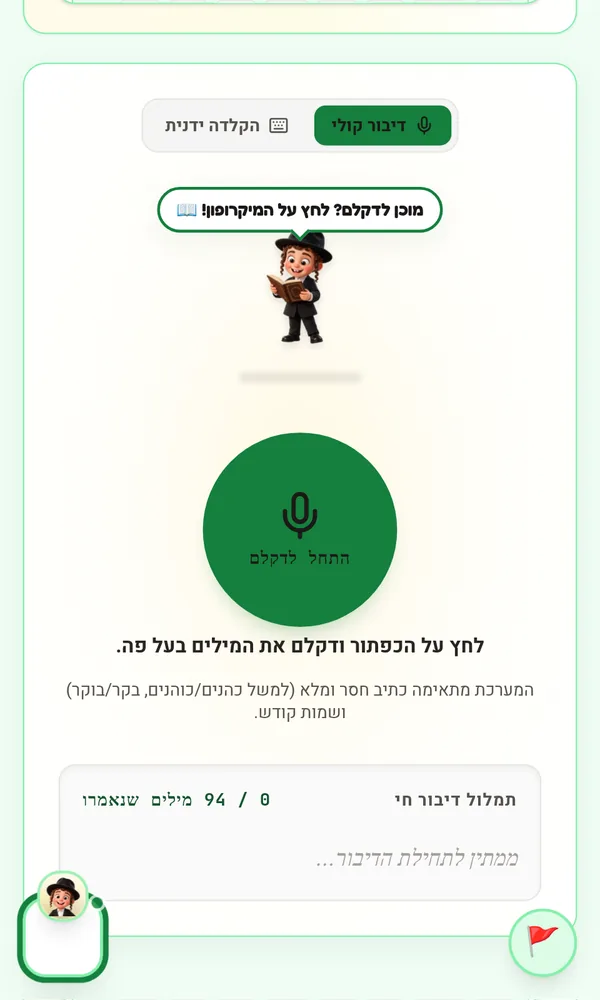 דיבור קולי
הקלדה ידנית
מוכן לדקלם? לחץ על המיקרופון! 📖
התחל לדקלם
לחץ על הכפתור ודקלם את המילים בעל פה.
המערכת מתאימה כתיב חסר ומלא (למשל כהנים/כוהנים, בקר/בוקר)
ושמות קודש.
תמלול דיבור חי
0 / 94 מילים שנאמרו
ממתין לתחילת הדיבור...